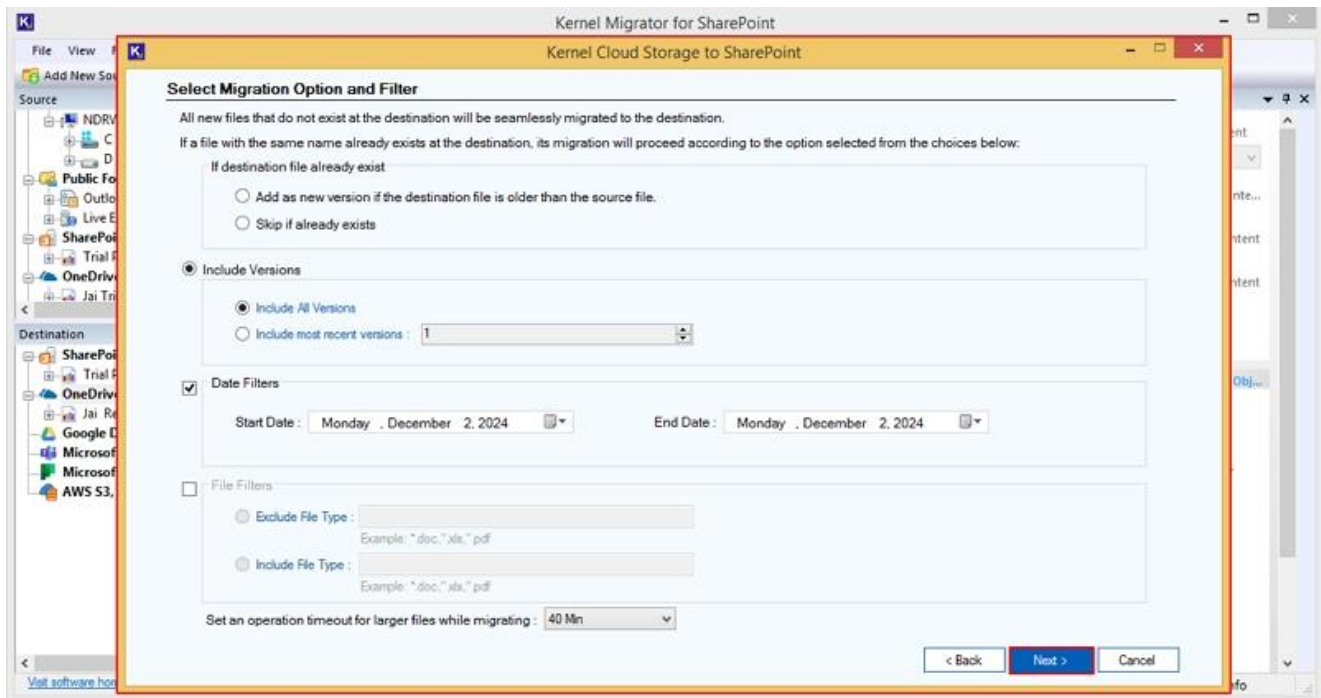 Kernel Migrator for SharePoint
File View
Kernel Cloud Storage to SharePoint
Add New
Select Migration Option and Filter
Source
All new files that do not exist at the destination will be seamlessly migrated to the destination.
NDRV
If a file with the same name already exists at the destination, its migration will proceed according to the option selected from the choices below:
C
If destination file already exist
D
Public Fo
Add as new version if the destination file is older than the source file.
Outlo
nte...
Live E
Skip if already exists
SharePoi
ntent
Trial
OneDrive
Include Versions
Jai Tri
ntent
Include All Versions
Destination
Include most recent versions : 1
SharePoi
Trial
Date Filters
Obj...
OneDriv
Jai Re
Start Date : Monday , December 2, 2024 End Date : Monday , December 2, 2024
Google D
Microsof
Microsof
AWS S3,
File Filters
Exclude File Type :
Example: *.doc,*.xls,*.pdf
Include File Type :
Example: *.doc,*.xls,*.pdf
Set an operation timeout for larger files while migrating : 40 Min
< Back Next > Cancel
Visit software hom
nfo